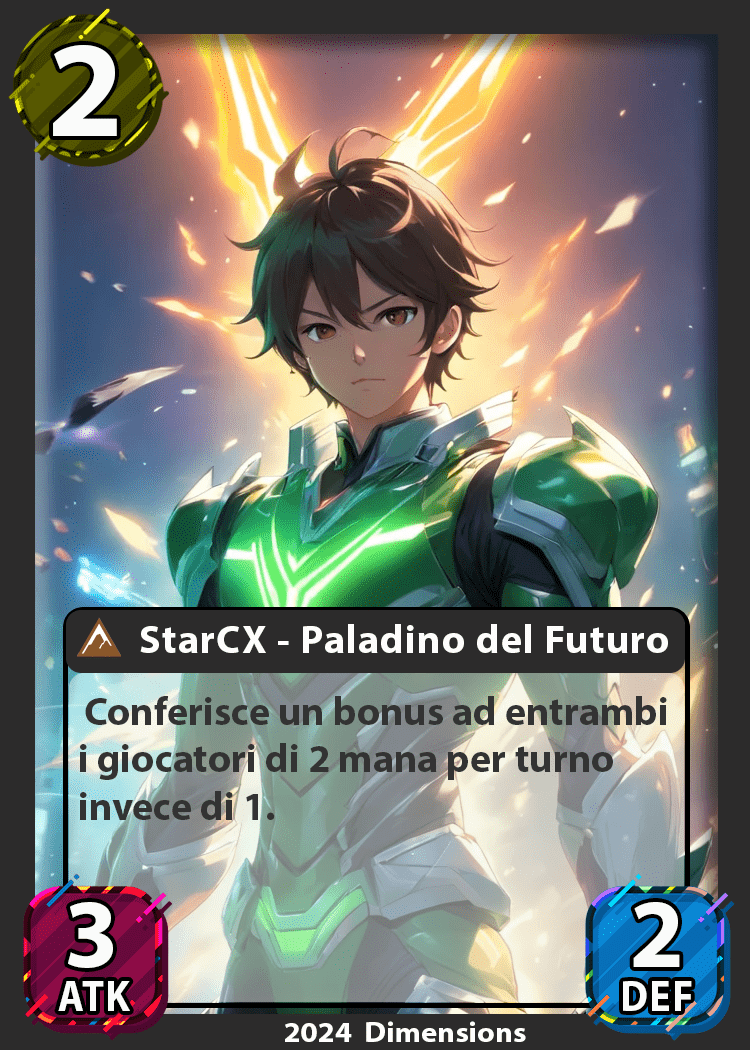 2
StarCX - Paladino del Futuro
Conferisce un bonus ad entrambi
i giocatori di 2 mana per turno
invece di 1.
3
ATK
2
DEF
2024 Dimensions